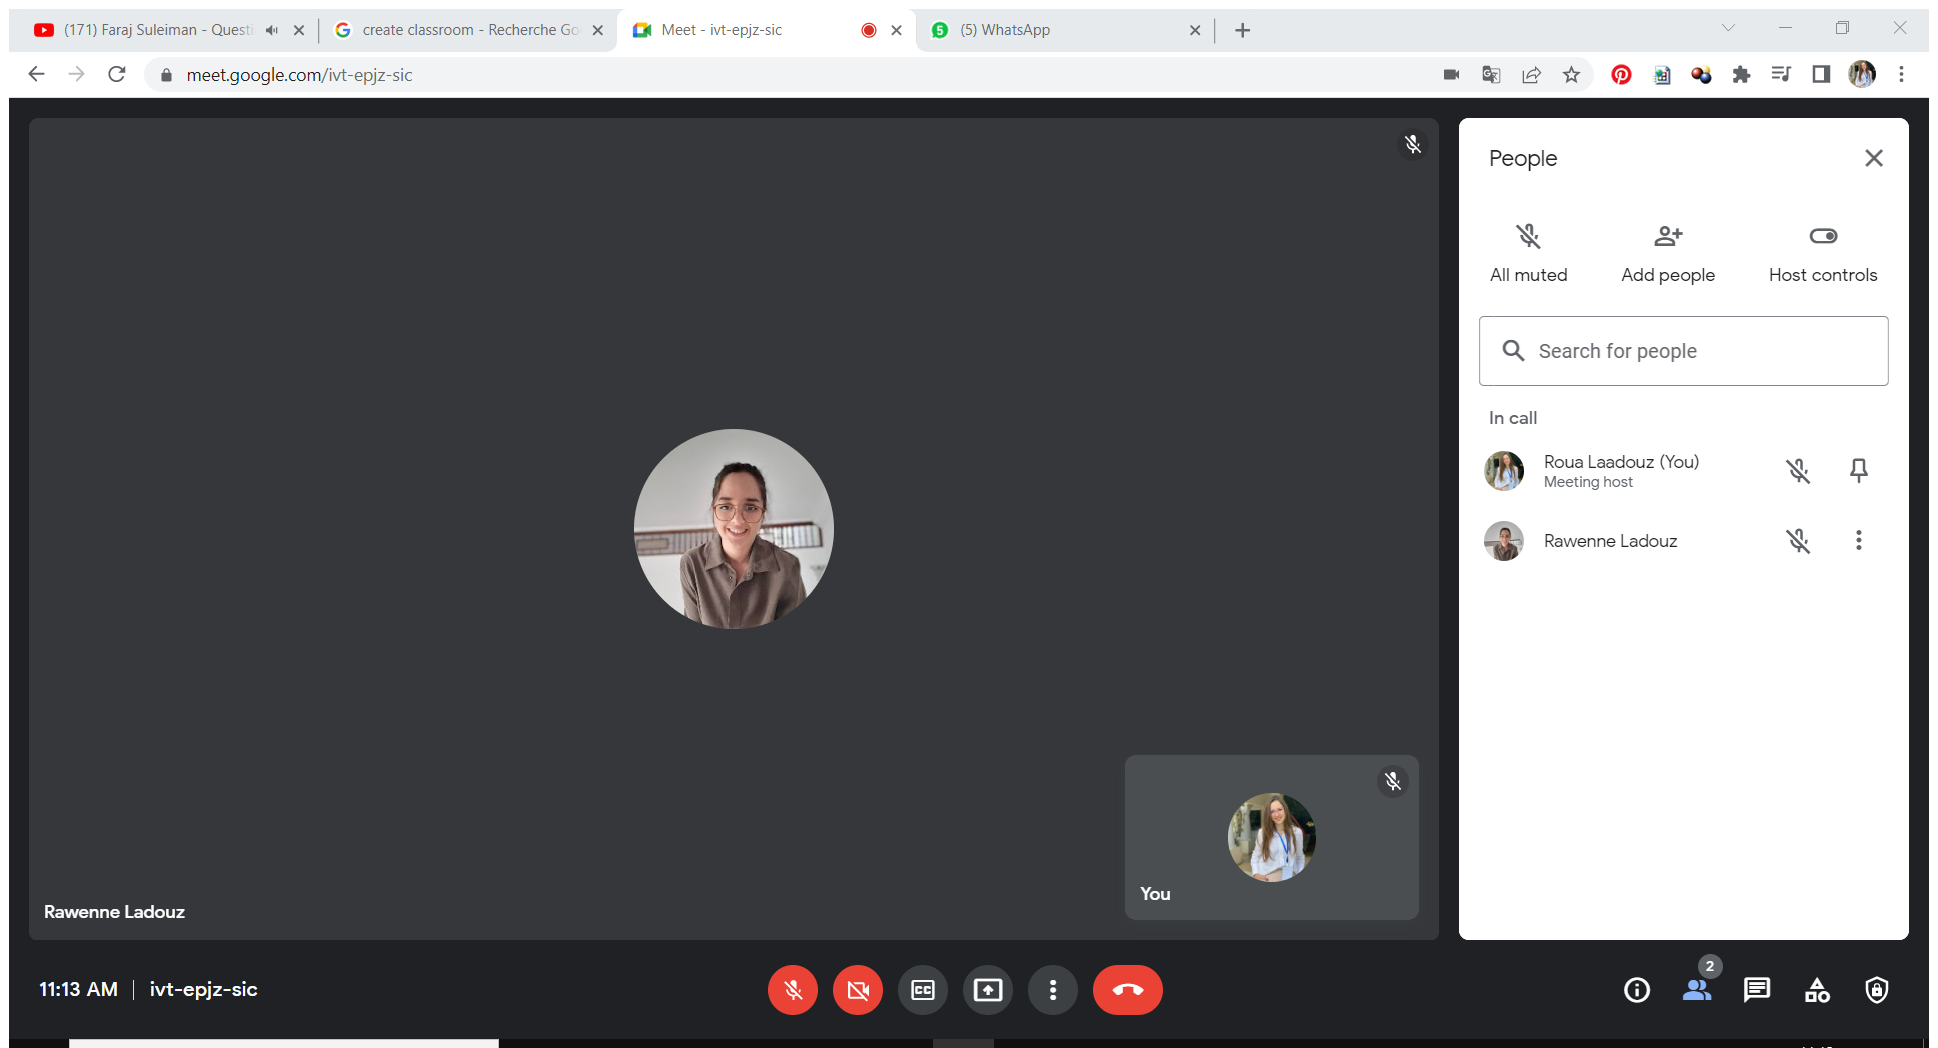 (171) Faraj Suleiman - Questi
create classroom - Recherche Go
Meet - ivt-epjz-sic
5
(5) WhatsApp
meet.google.com/ivt-epjz-sic
People
All muted
Add people
Host controls
Search for people
In call
Roua Laadouz (You)
Meeting host
Rawenne Ladouz
You
Rawenne Ladouz
11:13 AM
ivt-epjz-sic
CC
2